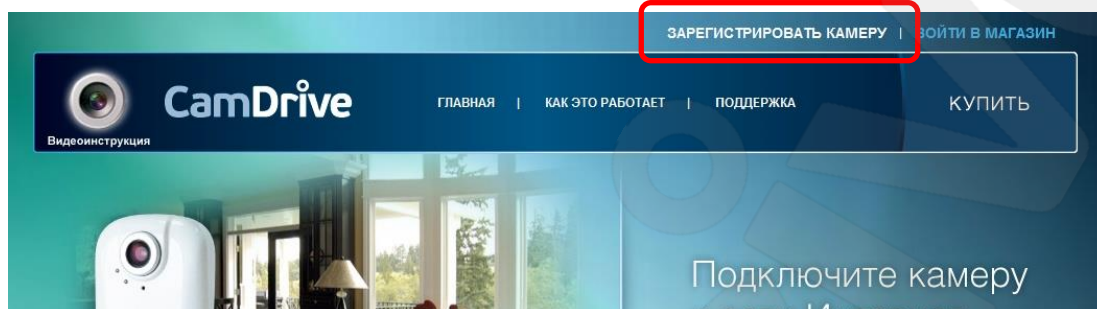 ЗАРЕГИСТРИРОВАТЬ КАМЕРУ | ВОЙТИ В МАГАЗИН
CamDrive
ГЛАВНАЯ | КАК ЭТО РАБОТАЕТ | ПОДДЕРЖКА
КУПИТЬ
Видеоинструкция
Подключите камеру